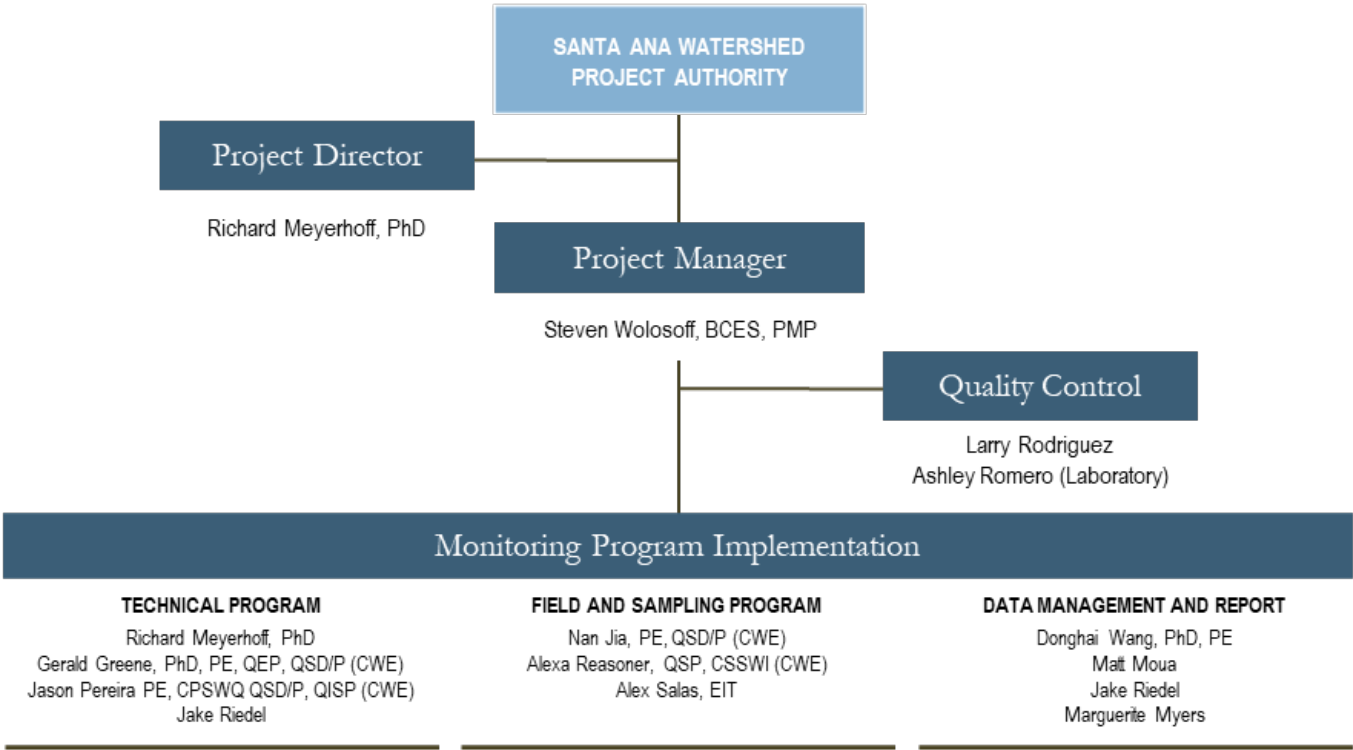 SANTA ANA WATERSHED
PROJECT AUTHORITY
Project Director
Richard Meyerhoff, PhD
Project Manager
Steven Wolosoff, BCES, PMP
Quality Control
Larry Rodriguez
Ashley Romero (Laboratory)
Monitoring Program Implementation
TECHNICAL PROGRAM
Richard Meyerhoff, PhD
Gerald Greene, PhD, PE, QEP, QSD/P (CWE)
Jason Pereira PE, CPSWQ QSD/P, QISP (CWE)
Jake Riedel
FIELD AND SAMPLING PROGRAM
Nan Jia, PE, QSD/P (CWE)
Alexa Reasoner, QSP, CSSWI (CWE)
Alex Salas, EIT
DATA MANAGEMENT AND REPORT
Donghai Wang, PhD, PE
Matt Moua
Jake Riedel
Marguerite Myers